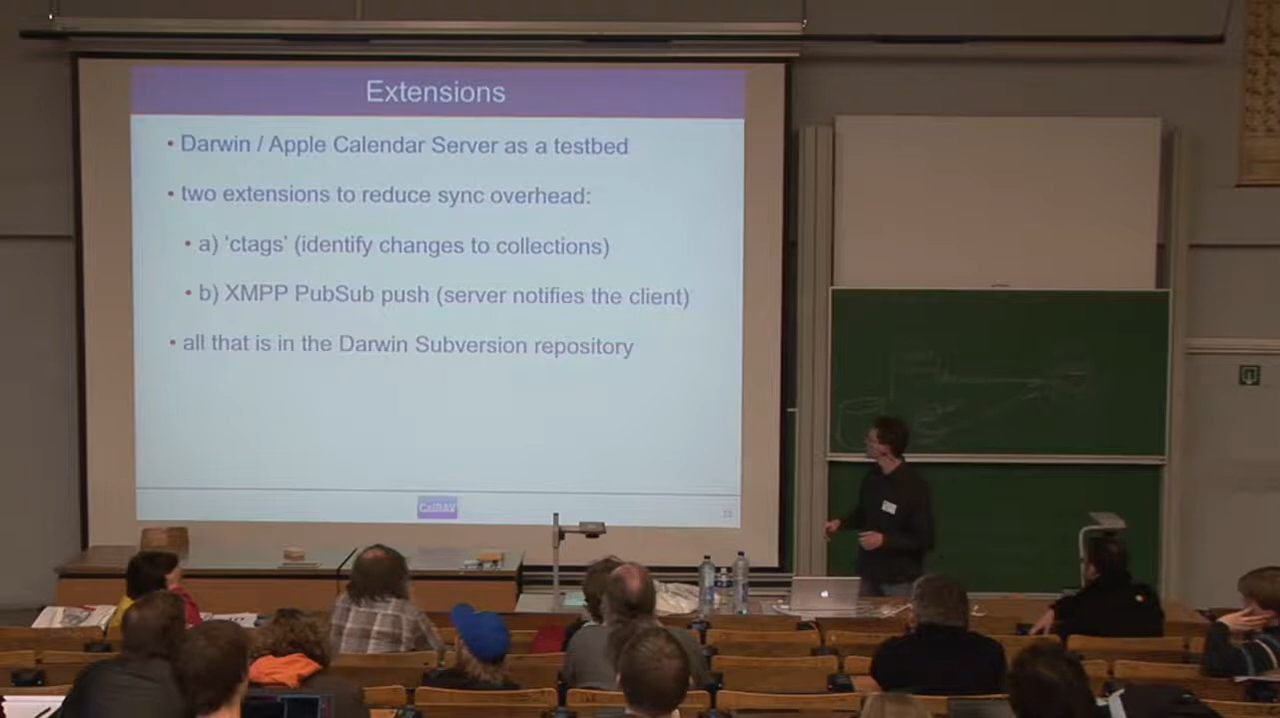 Extensions
• Darwin / Apple Calendar Server as a testbed
• two extensions to reduce sync overhead:
• a) 'ctags' (identify changes to collections)
• b) XMPP PubSub push (server notifies the client)
• all that is in the Darwin Subversion repository
CalDAV